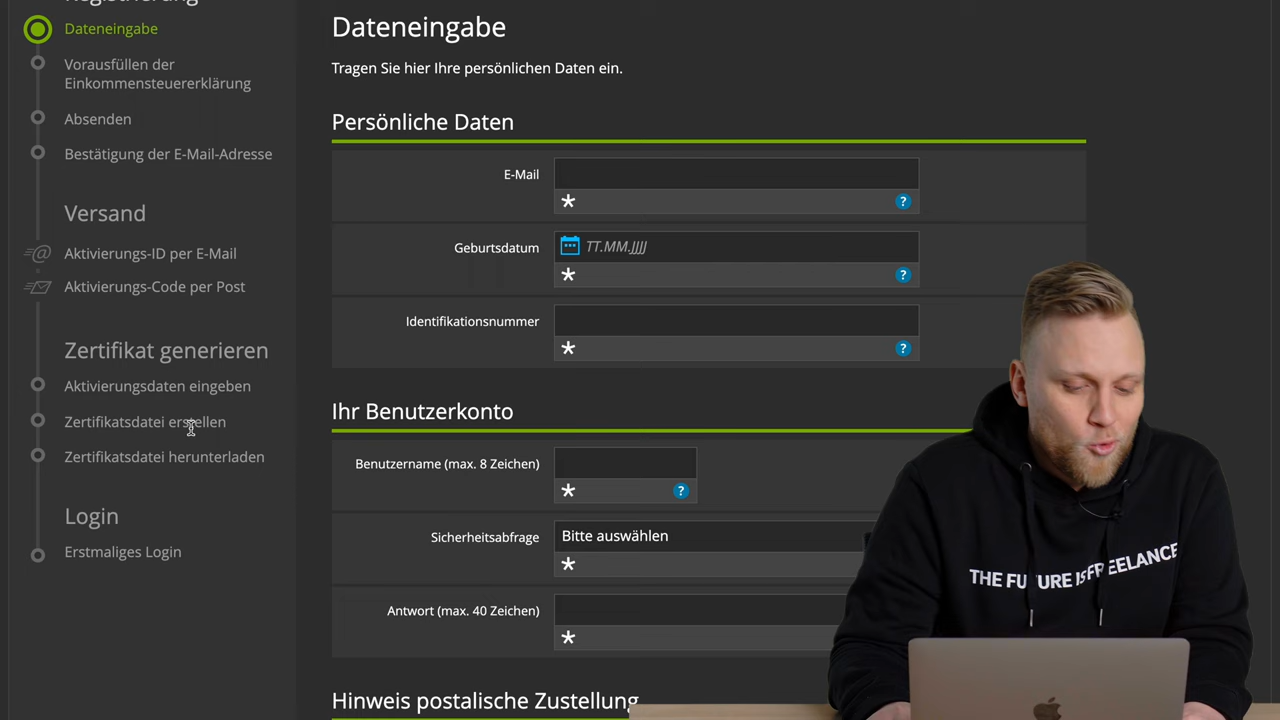 Registrierung
Dateneingabe
Vorausfüllen der
Einkommensteuererklärung
Absenden
Bestätigung der E-Mail-Adresse
Versand
Aktivierungs-ID per E-Mail
Aktivierungs-Code per Post
Zertifikat generieren
Aktivierungsdaten eingeben
Zertifikatsdatei erstellen
Zertifikatsdatei herunterladen
Login
Erstmaliges Login
Dateneingabe
Tragen Sie hier Ihre persönlichen Daten ein.
Persönliche Daten
E-Mail
*
?
Geburtsdatum
TT.MM.JJJJ
*
?
Identifikationsnummer
*
?
Ihr Benutzerkonto
Benutzername (max. 8 Zeichen)
*
?
Sicherheitsabfrage
Bitte auswählen
*
Antwort (max. 40 Zeichen)
*
Hinweis postalische Zustellung
THE FUTURE IS FREELANCE